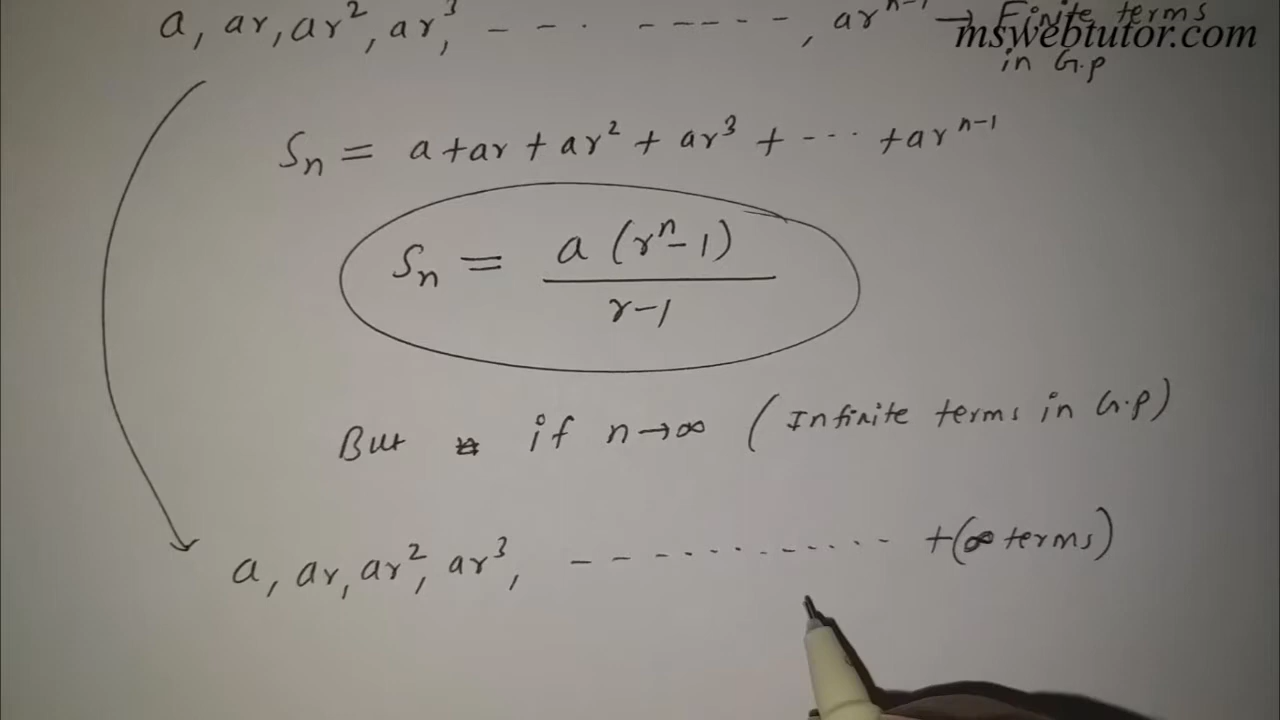 a, ar, ar², ar³, - - - - - - - - -, arⁿ⁻¹ → Finite terms
mswebtutor.com
in G.P
Sn = a + ar + ar² + ar³ + --- + arⁿ⁻¹
Sn = a (rⁿ-1)
r-1
But if n→∞ (Infinite terms in G.P)
a, ar, ar², ar³, - - - - - - - - - - - +(∞ terms)